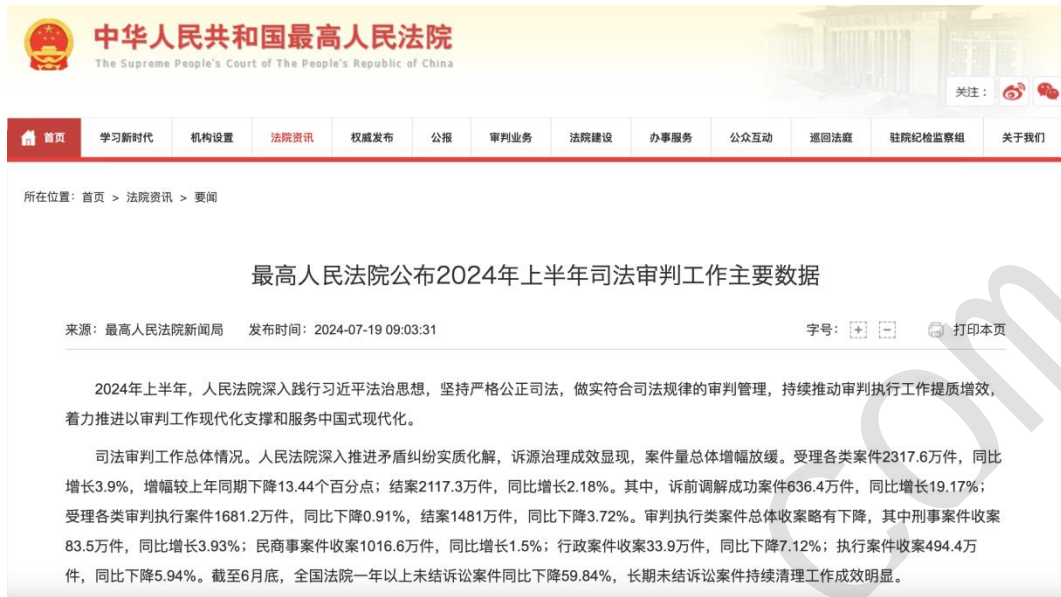 中华人民共和国最高人民法院
The Supreme People's Court of The People's Republic of China
关注：
首页 学习新时代 机构设置 法院资讯 权威发布 公报 审判业务 法院建设 办事服务 公众互动 巡回法庭 驻院纪检监察组 关于我们
所在位置：首页 > 法院资讯 > 要闻
最高人民法院公布2024年上半年司法审判工作主要数据
来源：最高人民法院新闻局 发布时间：2024-07-19 09:03:31 字号：+ - 打印本页
2024年上半年，人民法院深入践行习近平法治思想，坚持严格公正司法，做实符合司法规律的审判管理，持续推动审判执行工作提质增效，
着力推进以审判工作现代化支撑和服务中国式现代化。
司法审判工作总体情况。人民法院深入推进矛盾纠纷实质化解，诉源治理成效显现，案件量总体增幅放缓。受理各类案件2317.6万件，同比
增长3.9%，增幅较上年同期下降13.44个百分点；结案2117.3万件，同比增长2.18%。其中，诉前调解成功案件636.4万件，同比增长19.17%；
受理各类审判执行案件1681.2万件，同比下降0.91%，结案1481万件，同比下降3.72%。审判执行类案件总体收案略有下降，其中刑事案件收案
83.5万件，同比增长3.93%；民商事案件收案1016.6万件，同比增长1.5%；行政案件收案33.9万件，同比下降7.12%；执行案件收案494.4万
件，同比下降5.94%。截至6月底，全国法院一年以上未结诉讼案件同比下降59.84%，长期未结诉讼案件持续清理工作成效明显。
com